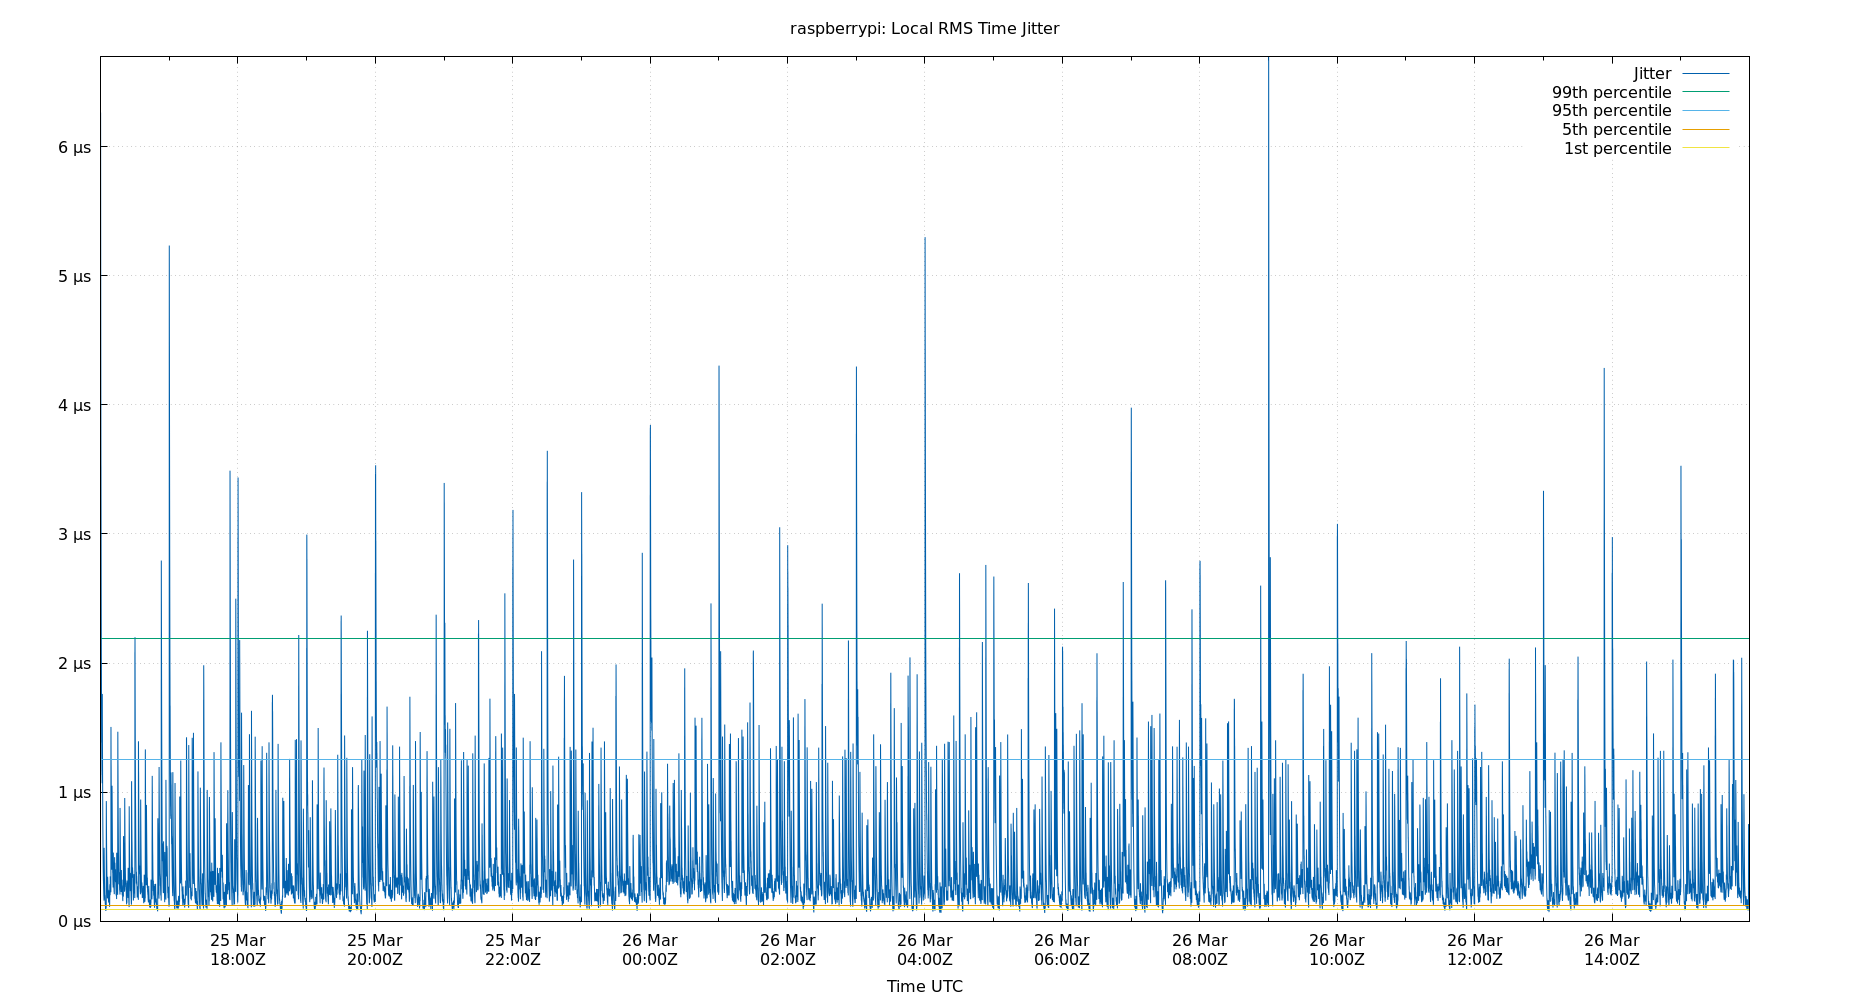 raspberrypi: Local RMS Time Jitter
Jitter
99th percentile
95th percentile
5th percentile
1st percentile
6 µs
5 µs
4 µs
3 µs
2 µs
1 µs
0 µs
25 Mar 25 Mar 25 Mar 26 Mar 26 Mar 26 Mar 26 Mar 26 Mar 26 Mar 26 Mar 26 Mar
18:00Z 20:00Z 22:00Z 00:00Z 02:00Z 04:00Z 06:00Z 08:00Z 10:00Z 12:00Z 14:00Z
Time UTC